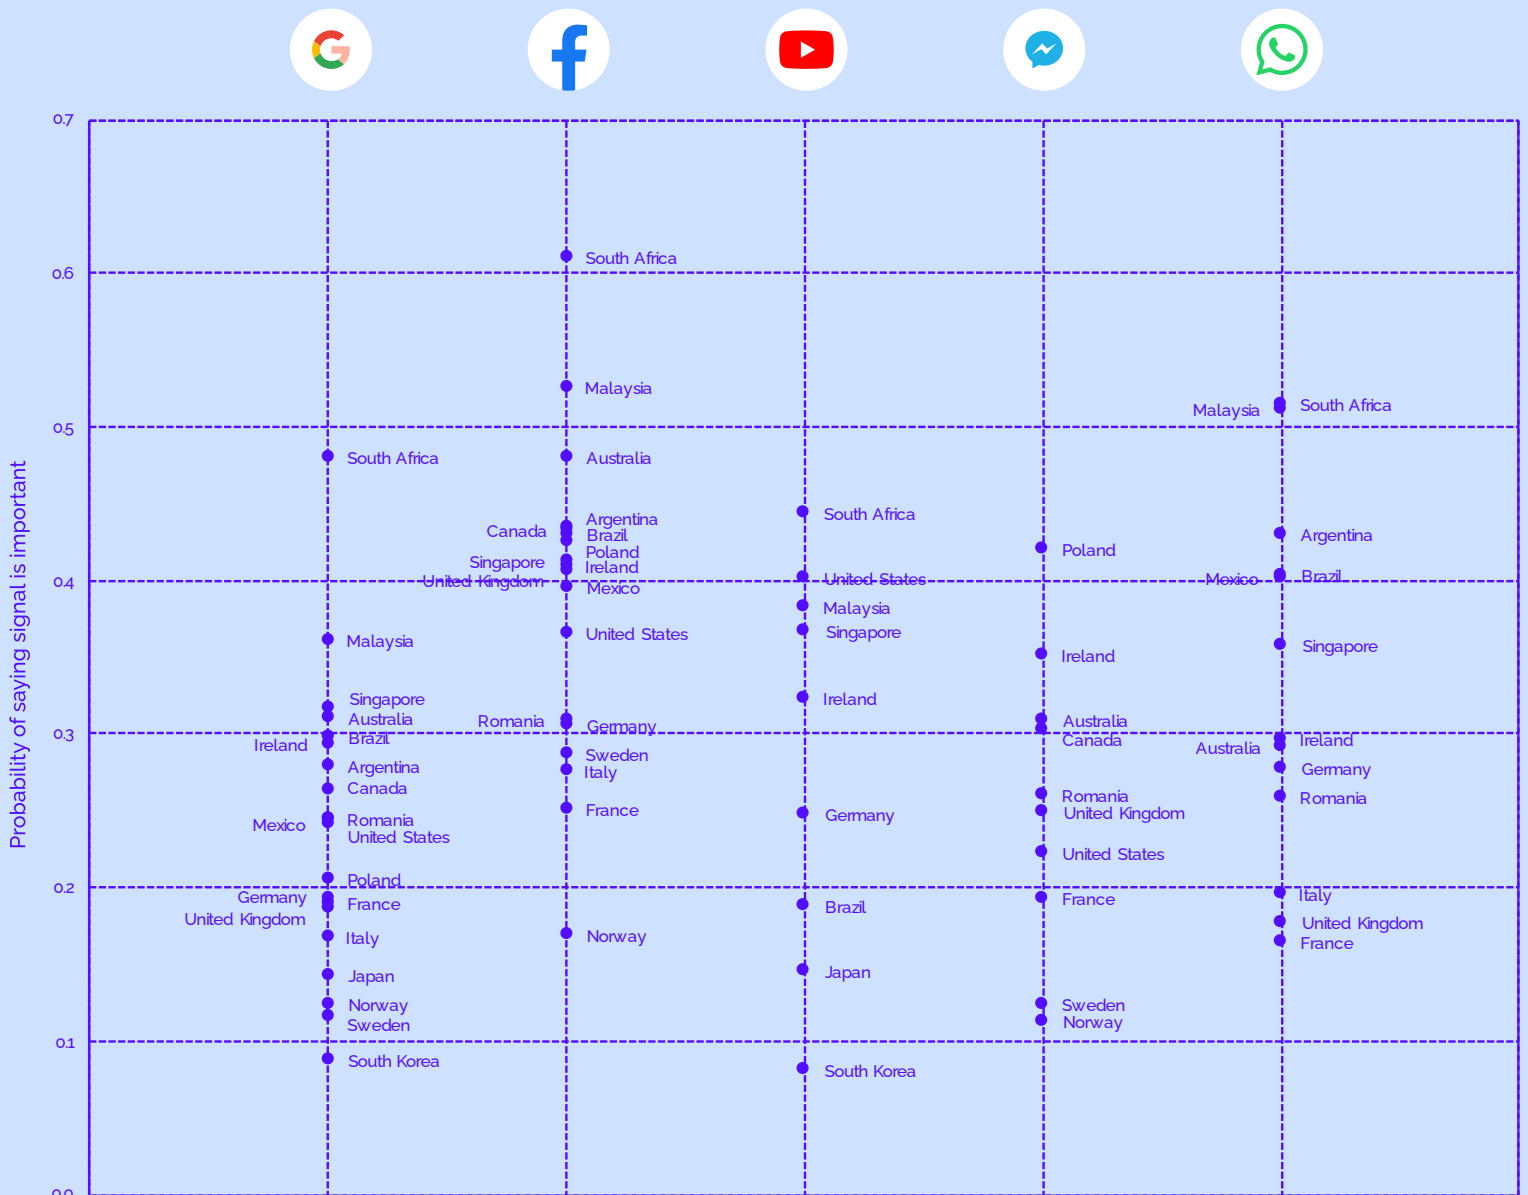 0.7
0.6
0.5
0.4
0.3
0.2
0.1
0.0
Probability of saying signal is important
South Africa
Malaysia
Singapore
Australia
Brazil
Ireland
Argentina
Canada
Romania
Mexico
United States
Poland
Germany
France
United Kingdom
Italy
Japan
Norway
Sweden
South Korea
South Africa
Malaysia
Australia
Argentina
Canada
Brazil
Poland
Singapore
Ireland
United Kingdom
Mexico
United States
Romania
Germany
Sweden
Italy
France
Norway
South Africa
United States
Malaysia
Singapore
Ireland
Germany
Brazil
Japan
South Korea
Poland
Ireland
Australia
Canada
Romania
United Kingdom
United States
France
Sweden
Norway
South Africa
Malaysia
Argentina
Brazil
Mexico
Singapore
Ireland
Australia
Germany
Romania
Italy
United Kingdom
France